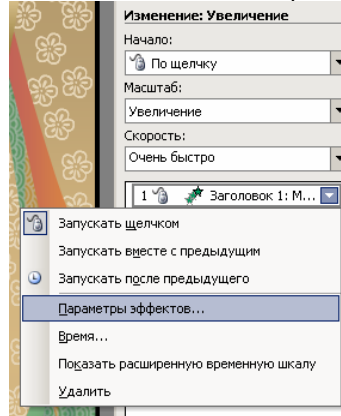 Изменение: Увеличение
Начало:
По щелчку
Масштаб:
Увеличение
Скорость:
Очень быстро
1 Заголовок 1: М...
Запускать щелчком
Запускать вместе с предыдущим
Запускать после предыдущего
Параметры эффектов...
Время...
Показать расширенную временную шкалу
Удалить